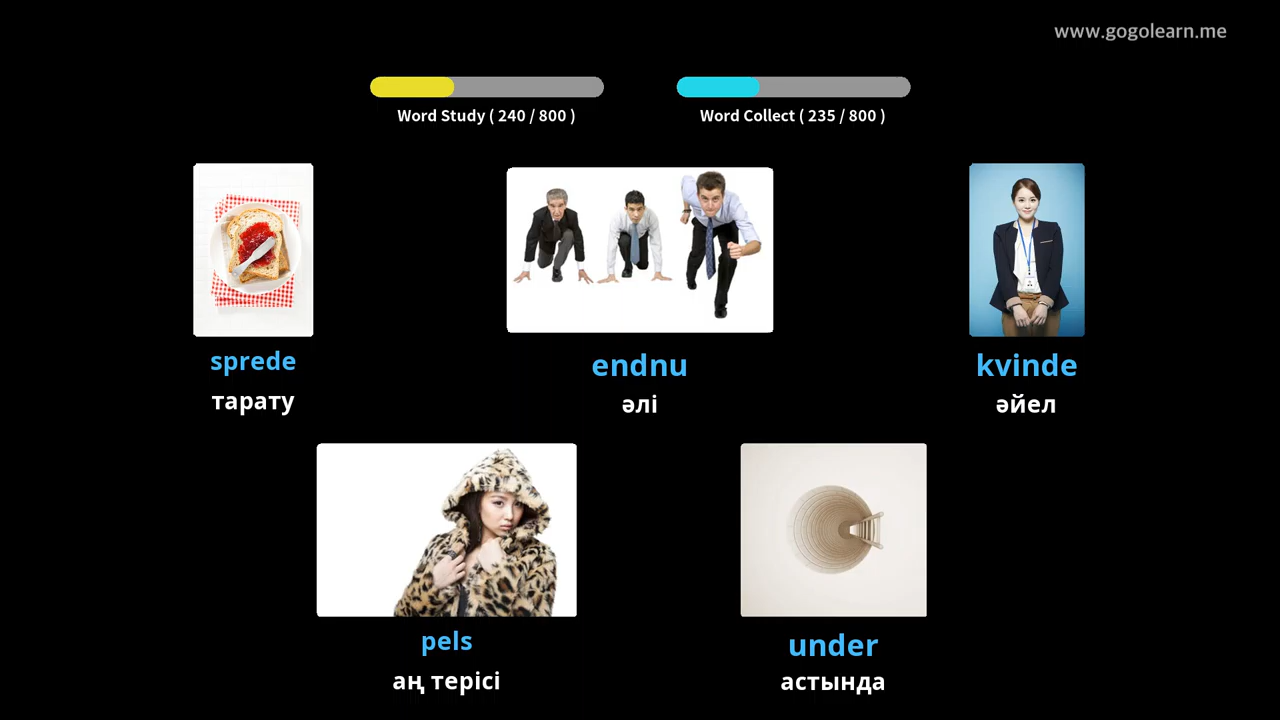 www.gogolearn.me
Word Study ( 240 / 800 )
Word Collect ( 235 / 800 )
sprede
тарату
endnu
әлі
kvinde
әйел
pels
аң терісі
under
астында